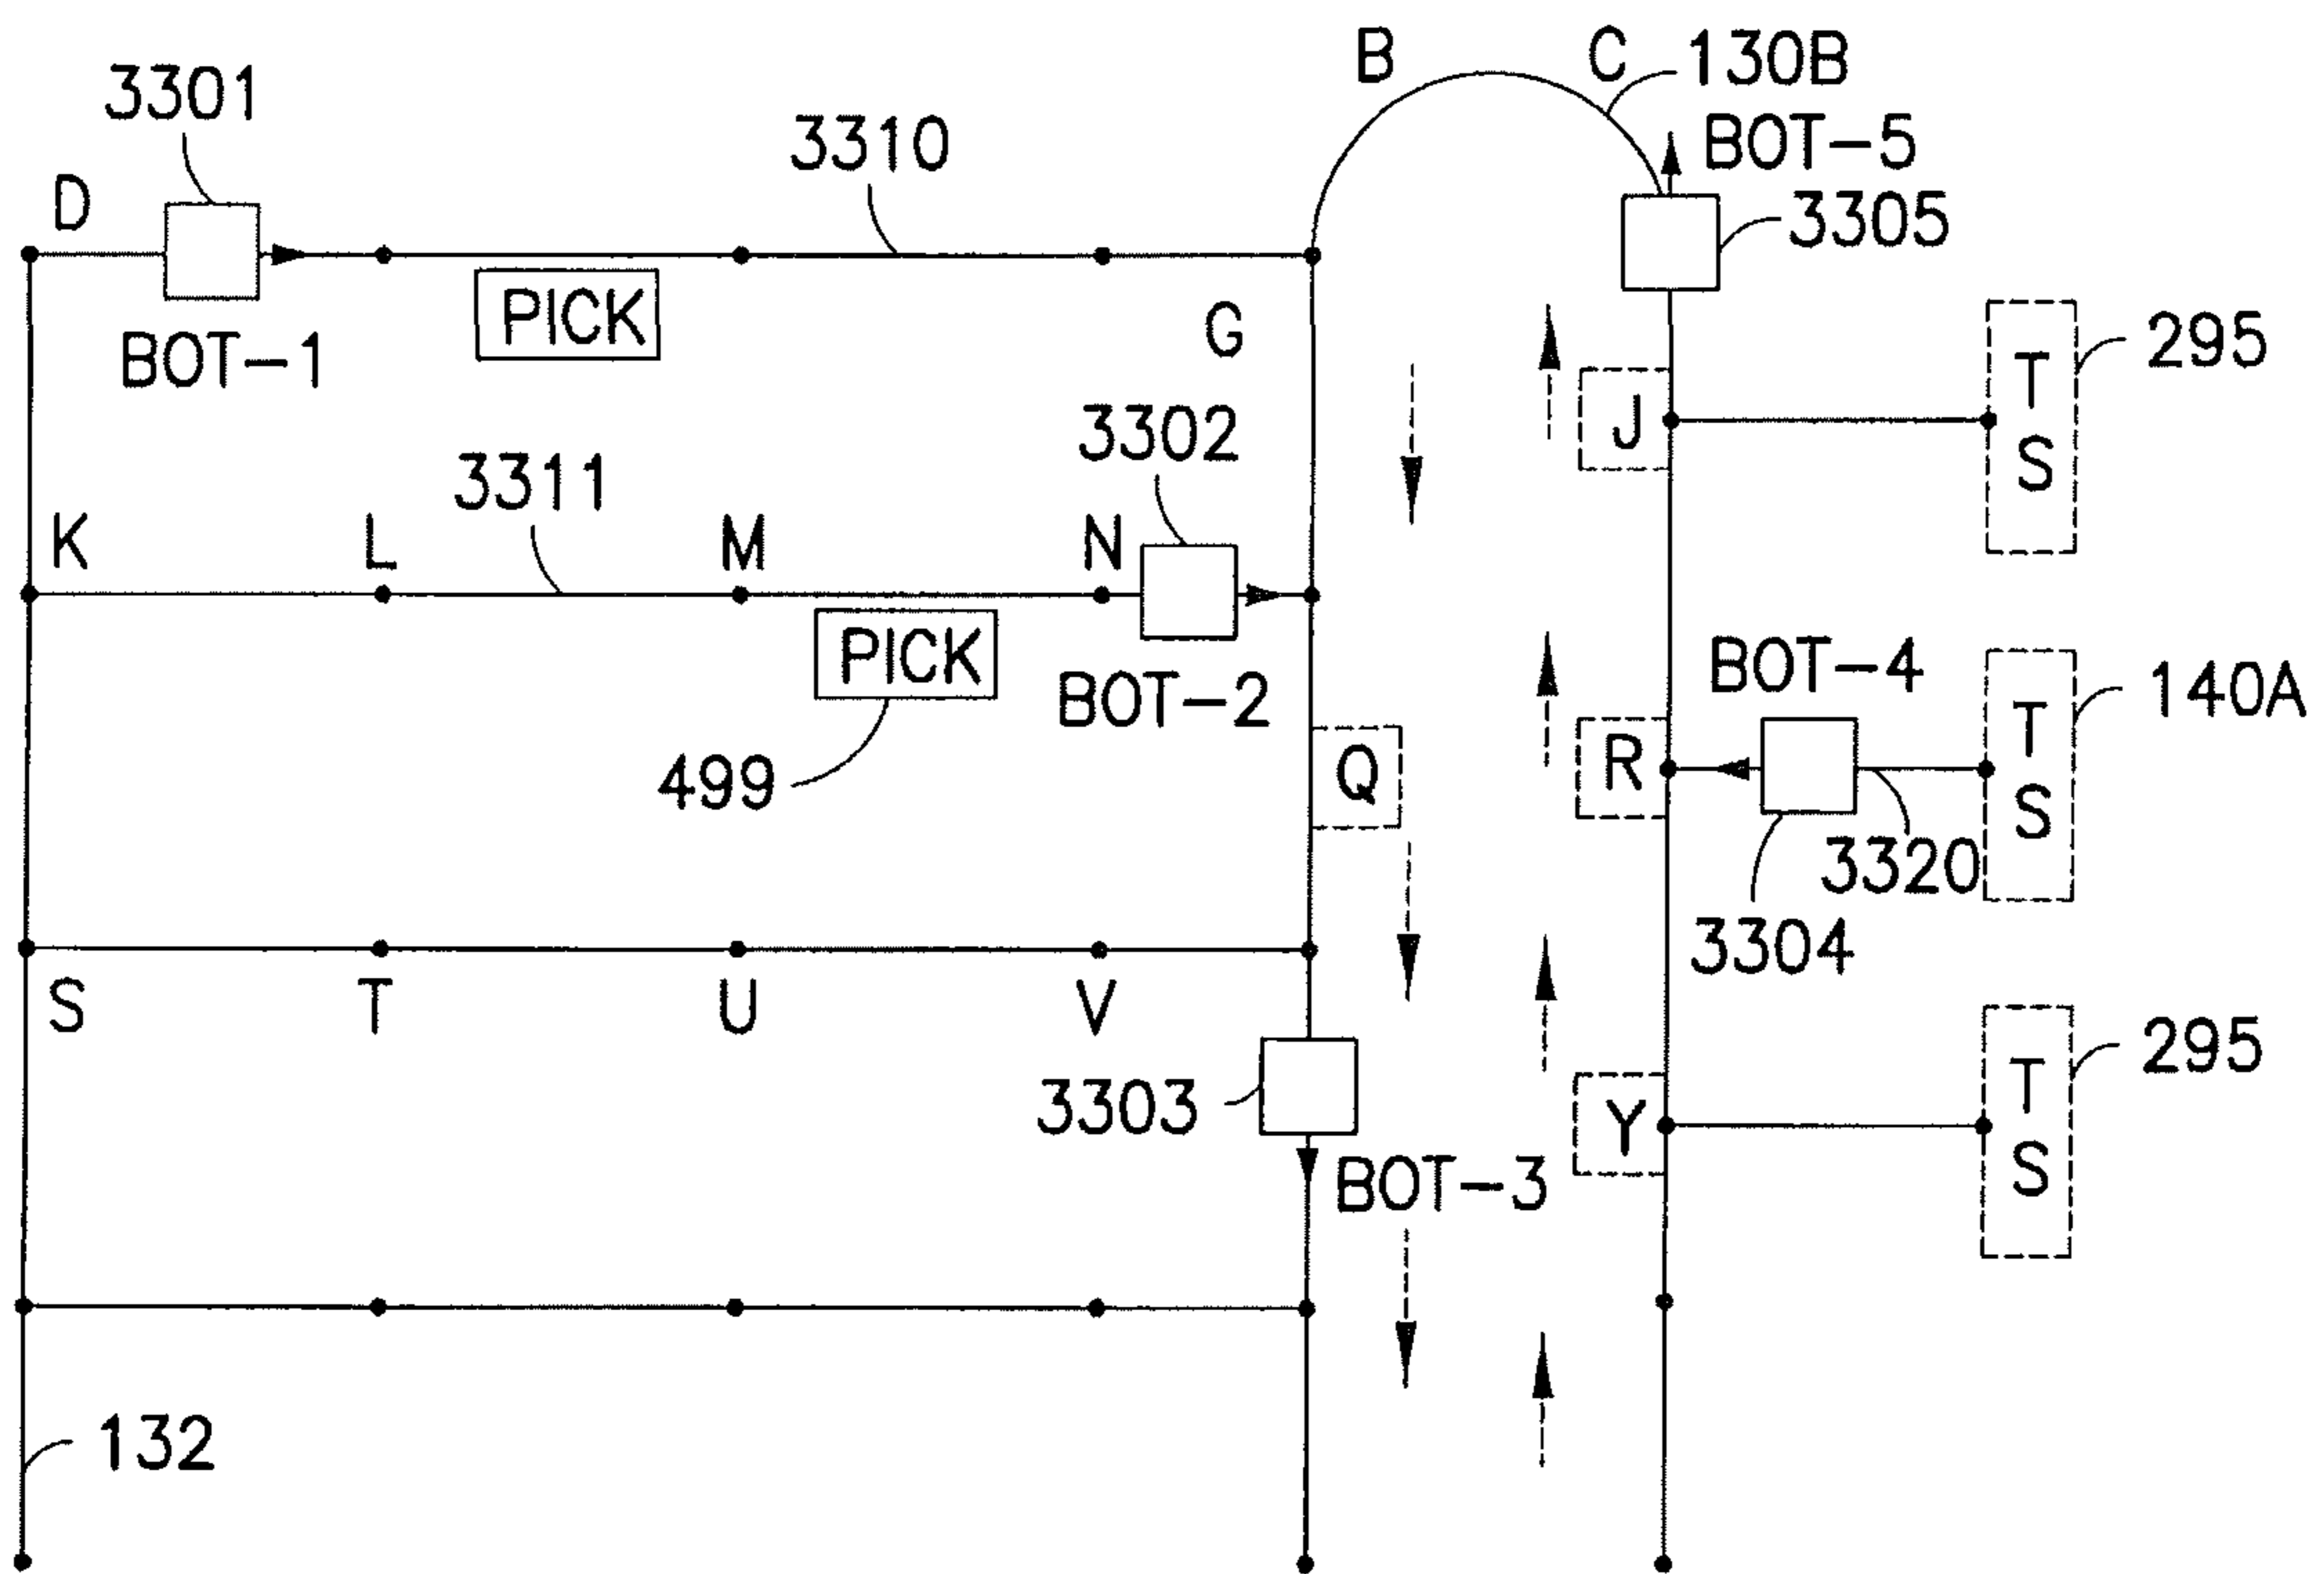 B
C
130B
3301
3310
BOT-5
D
3305
PICK
G
BOT-1
295
T
S
J
3302
3311
K
L
M
N
BOT-4
140A
PICK
BOT-2
T
S
R
Q
499
3320
3304
S
T
U
V
295
T
S
3303
Y
BOT-3
132